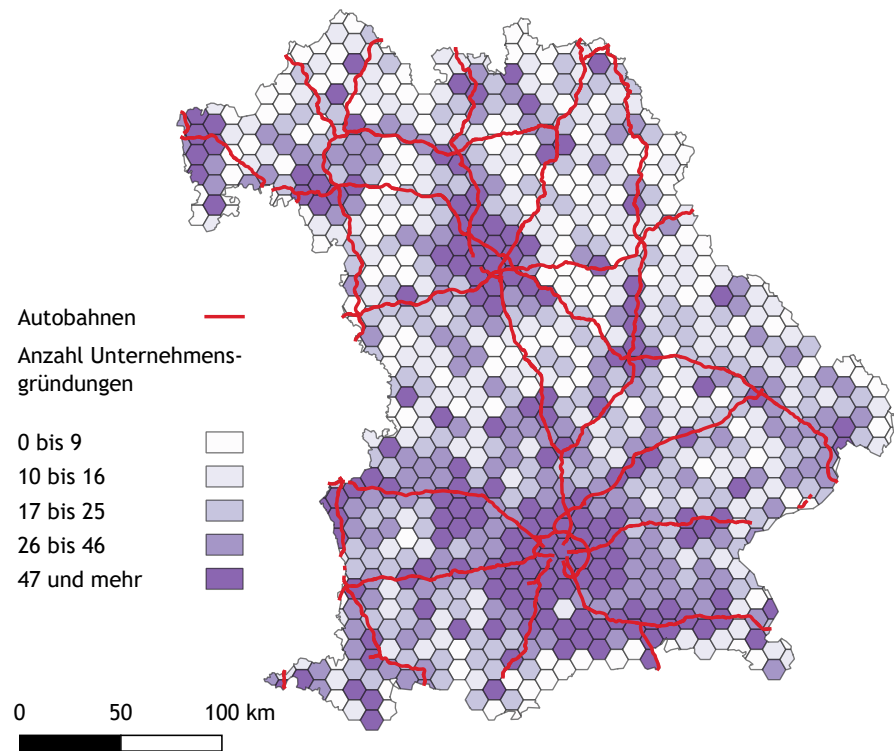 Autobahnen
Anzahl Unternehmens-
gründungen
0 bis 9
10 bis 16
17 bis 25
26 bis 46
47 und mehr
0 50 100 km